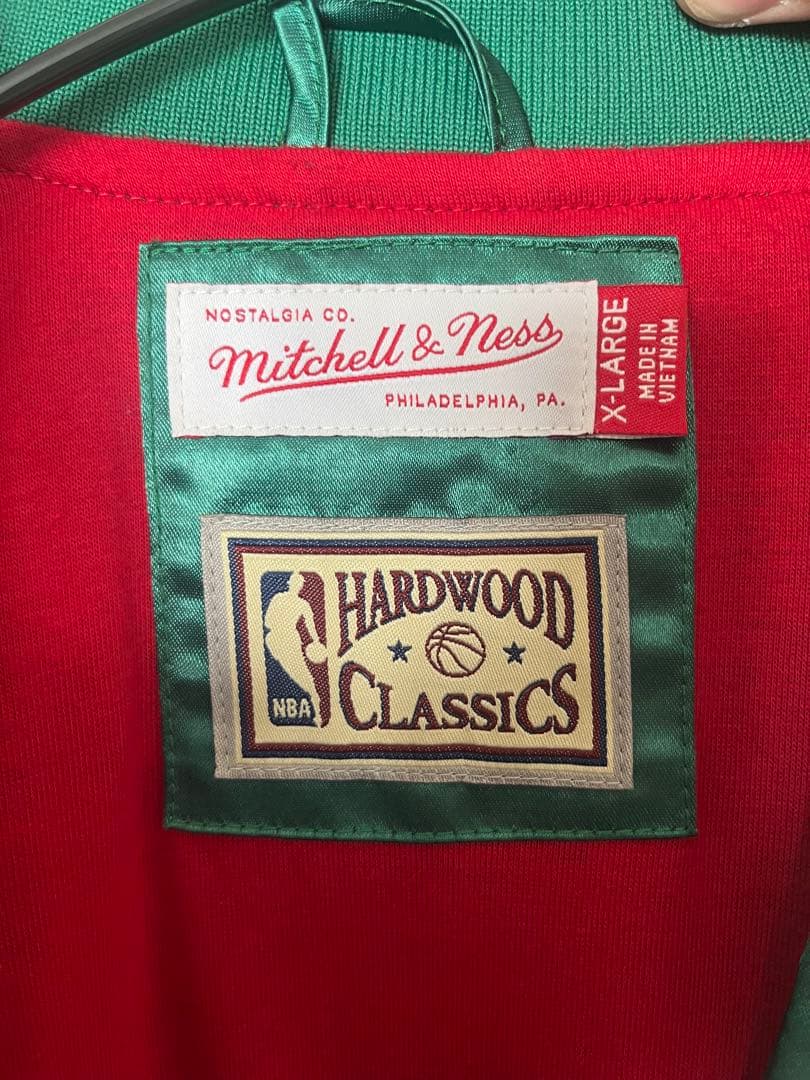 NOSTALGIA CO.
Mitchell & Ness
PHILADELPHIA, PA.
X-LARGE
MADE IN
VIETNAM
HARDWOOD
CLASSICS
NBA